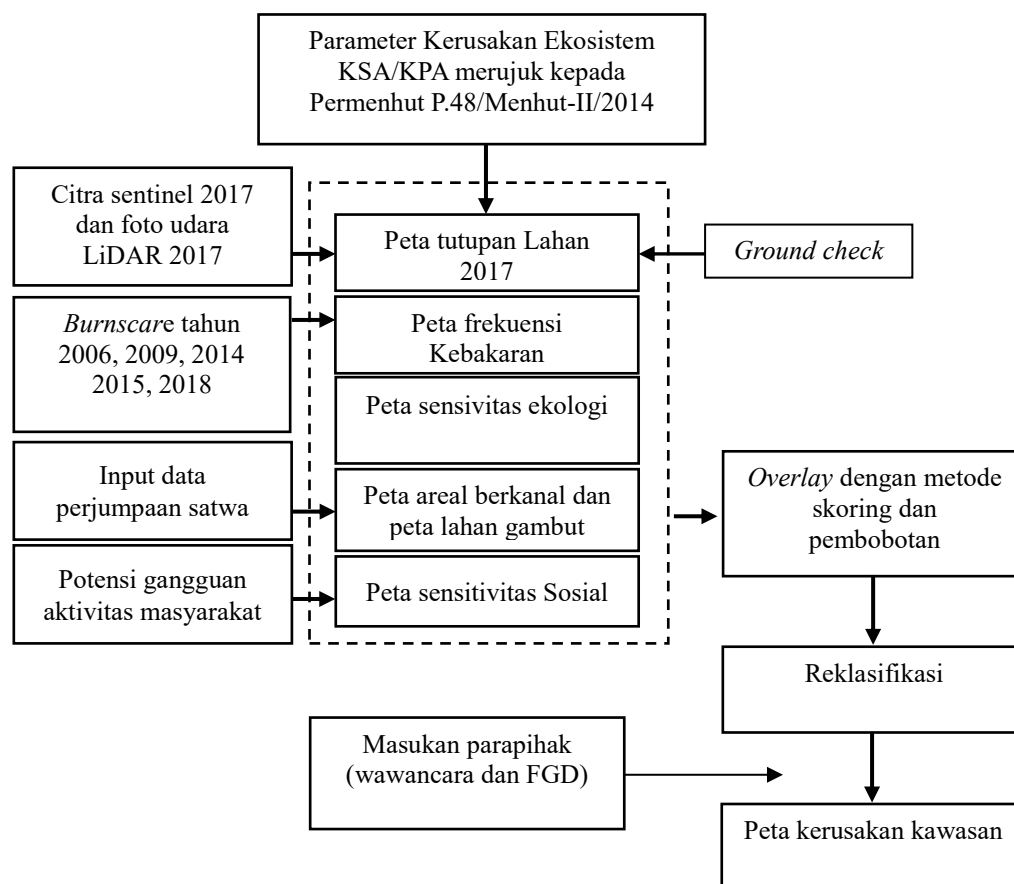 Parameter Kerusakan Ekosistem
KSA/KPA merujuk kepada
Permenhut P.48/Menhut-II/2014
Citra sentinel 2017
dan foto udara
LiDAR 2017
Peta tutupan Lahan
2017
Ground check
Burnscare tahun
2006, 2009, 2014
2015, 2018
Peta frekuensi
Kebakaran
Peta sensivitas ekologi
Input data
perjumpaan satwa
Peta areal berkanal dan
peta lahan gambut
Overlay dengan metode
skoring dan
pembobotan
Potensi gangguan
aktivitas masyarakat
Peta sensitivitas Sosial
Reklasifikasi
Masukan parapihak
(wawancara dan FGD)
Peta kerusakan kawasan